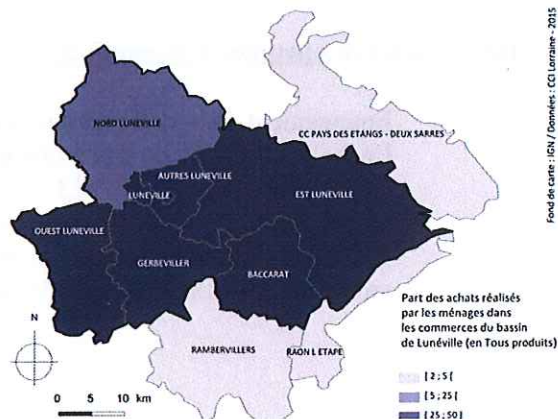 NORD LUNEVILLE
CC PAYS DES ETANGS - DEUX SARRES
AUTRES LUNEVILLE
LUNEVILLE
EST LUNEVILLE
OUEST LUNEVILLE
GERBEVILLER
BACCARAT
RAMBERVILLERS
RAON L ETAPE
N
0 5 10 km
Part des achats réalisés
par les ménages dans
les commerces du bassin
de Lunéville (en Tous produits)
[ 2 ; 5 [
[ 5 ; 25 [
[ 25 ; 50 ]
Fond de carte : IGN / Données : CCI Lorraine - 2015